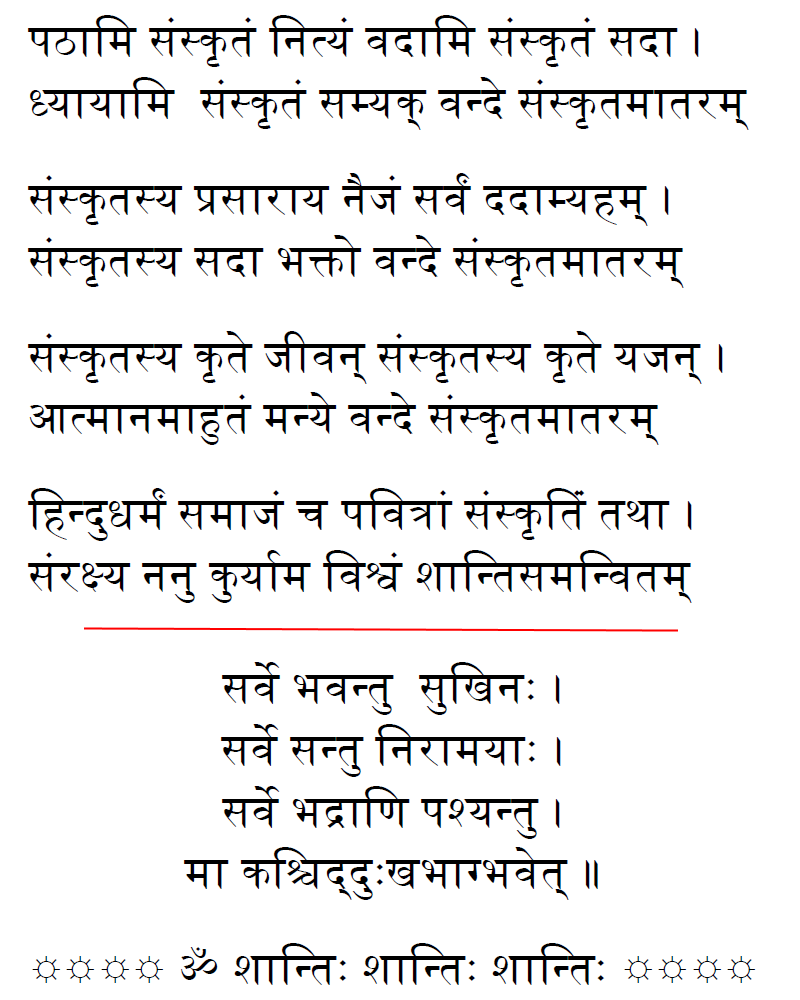 पठामि संस्कृतं नित्यं वदामि संस्कृतं सदा ।
ध्यायामि संस्कृतं सम्यक् वन्दे संस्कृतमातरम्
संस्कृतस्य प्रसाराय नैजं सर्वं ददाम्यहम् ।
संस्कृतस्य सदा भक्तो वन्दे संस्कृतमातरम्
संस्कृतस्य कृते जीवन् संस्कृतस्य कृते यजन् ।
आत्मानमाहुतं मन्ये वन्दे संस्कृतमातरम्
हिन्दुधर्मं समाजं च पवित्रां संस्कृतिं तथा ।
संरक्ष्य ननु कुर्याम विश्वं शान्तिसमन्वितम्
सर्वे भवन्तु सुखिनः ।
सर्वे सन्तु निरामयाः ।
सर्वे भद्राणि पश्यन्तु ।
मा कश्चिद्दुःखभाग्भवेत् ॥
☼☼☼☼ ॐ शान्तिः शान्तिः शान्तिः ☼☼☼☼